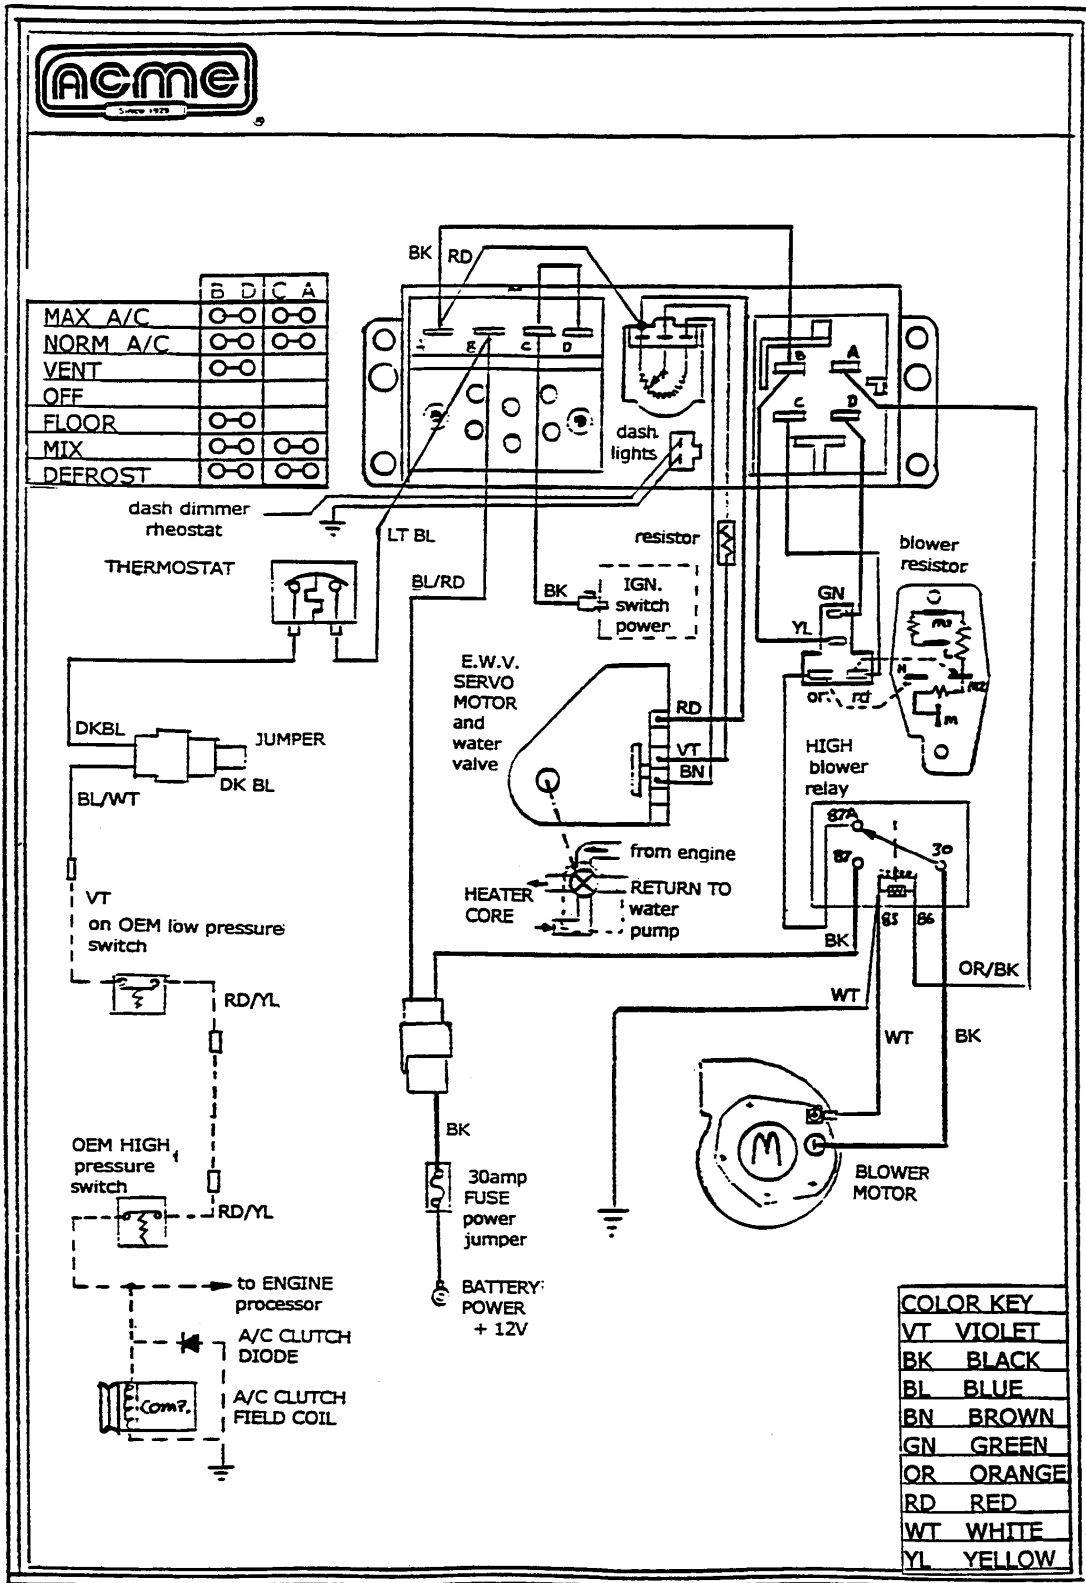 ACME
Since 1929
®
BK
RD
B D C A
MAX A/C
NORM A/C
VENT
OFF
FLOOR
MIX
DEFROST
B
C
D
B
A
C
D
dash
lights
dash dimmer
rheostat
LT BL
resistor
blower
resistor
THERMOSTAT
BL/RD
BK
IGN.
switch
power
GN
YL
or
rd
H
M2
M
E.W.V.
SERVO
MOTOR
and
water
valve
RD
VT
BN
DKBL
JUMPER
DK BL
BL/WT
HIGH
blower
relay
87A
87
30
85
86
from engine
HEATER
CORE
RETURN TO
water
pump
VT
on OEM low pressure
switch
RD/YL
BK
WT
OR/BK
WT
BK
BK
OEM HIGH
pressure
switch
RD/YL
30amp
FUSE
power
jumper
M
BLOWER
MOTOR
to ENGINE
processor
BATTERY
POWER
+ 12V
A/C CLUTCH
DIODE
Com?.
A/C CLUTCH
FIELD COIL
COLOR KEY
VT VIOLET
BK BLACK
BL BLUE
BN BROWN
GN GREEN
OR ORANGE
RD RED
WT WHITE
YL YELLOW